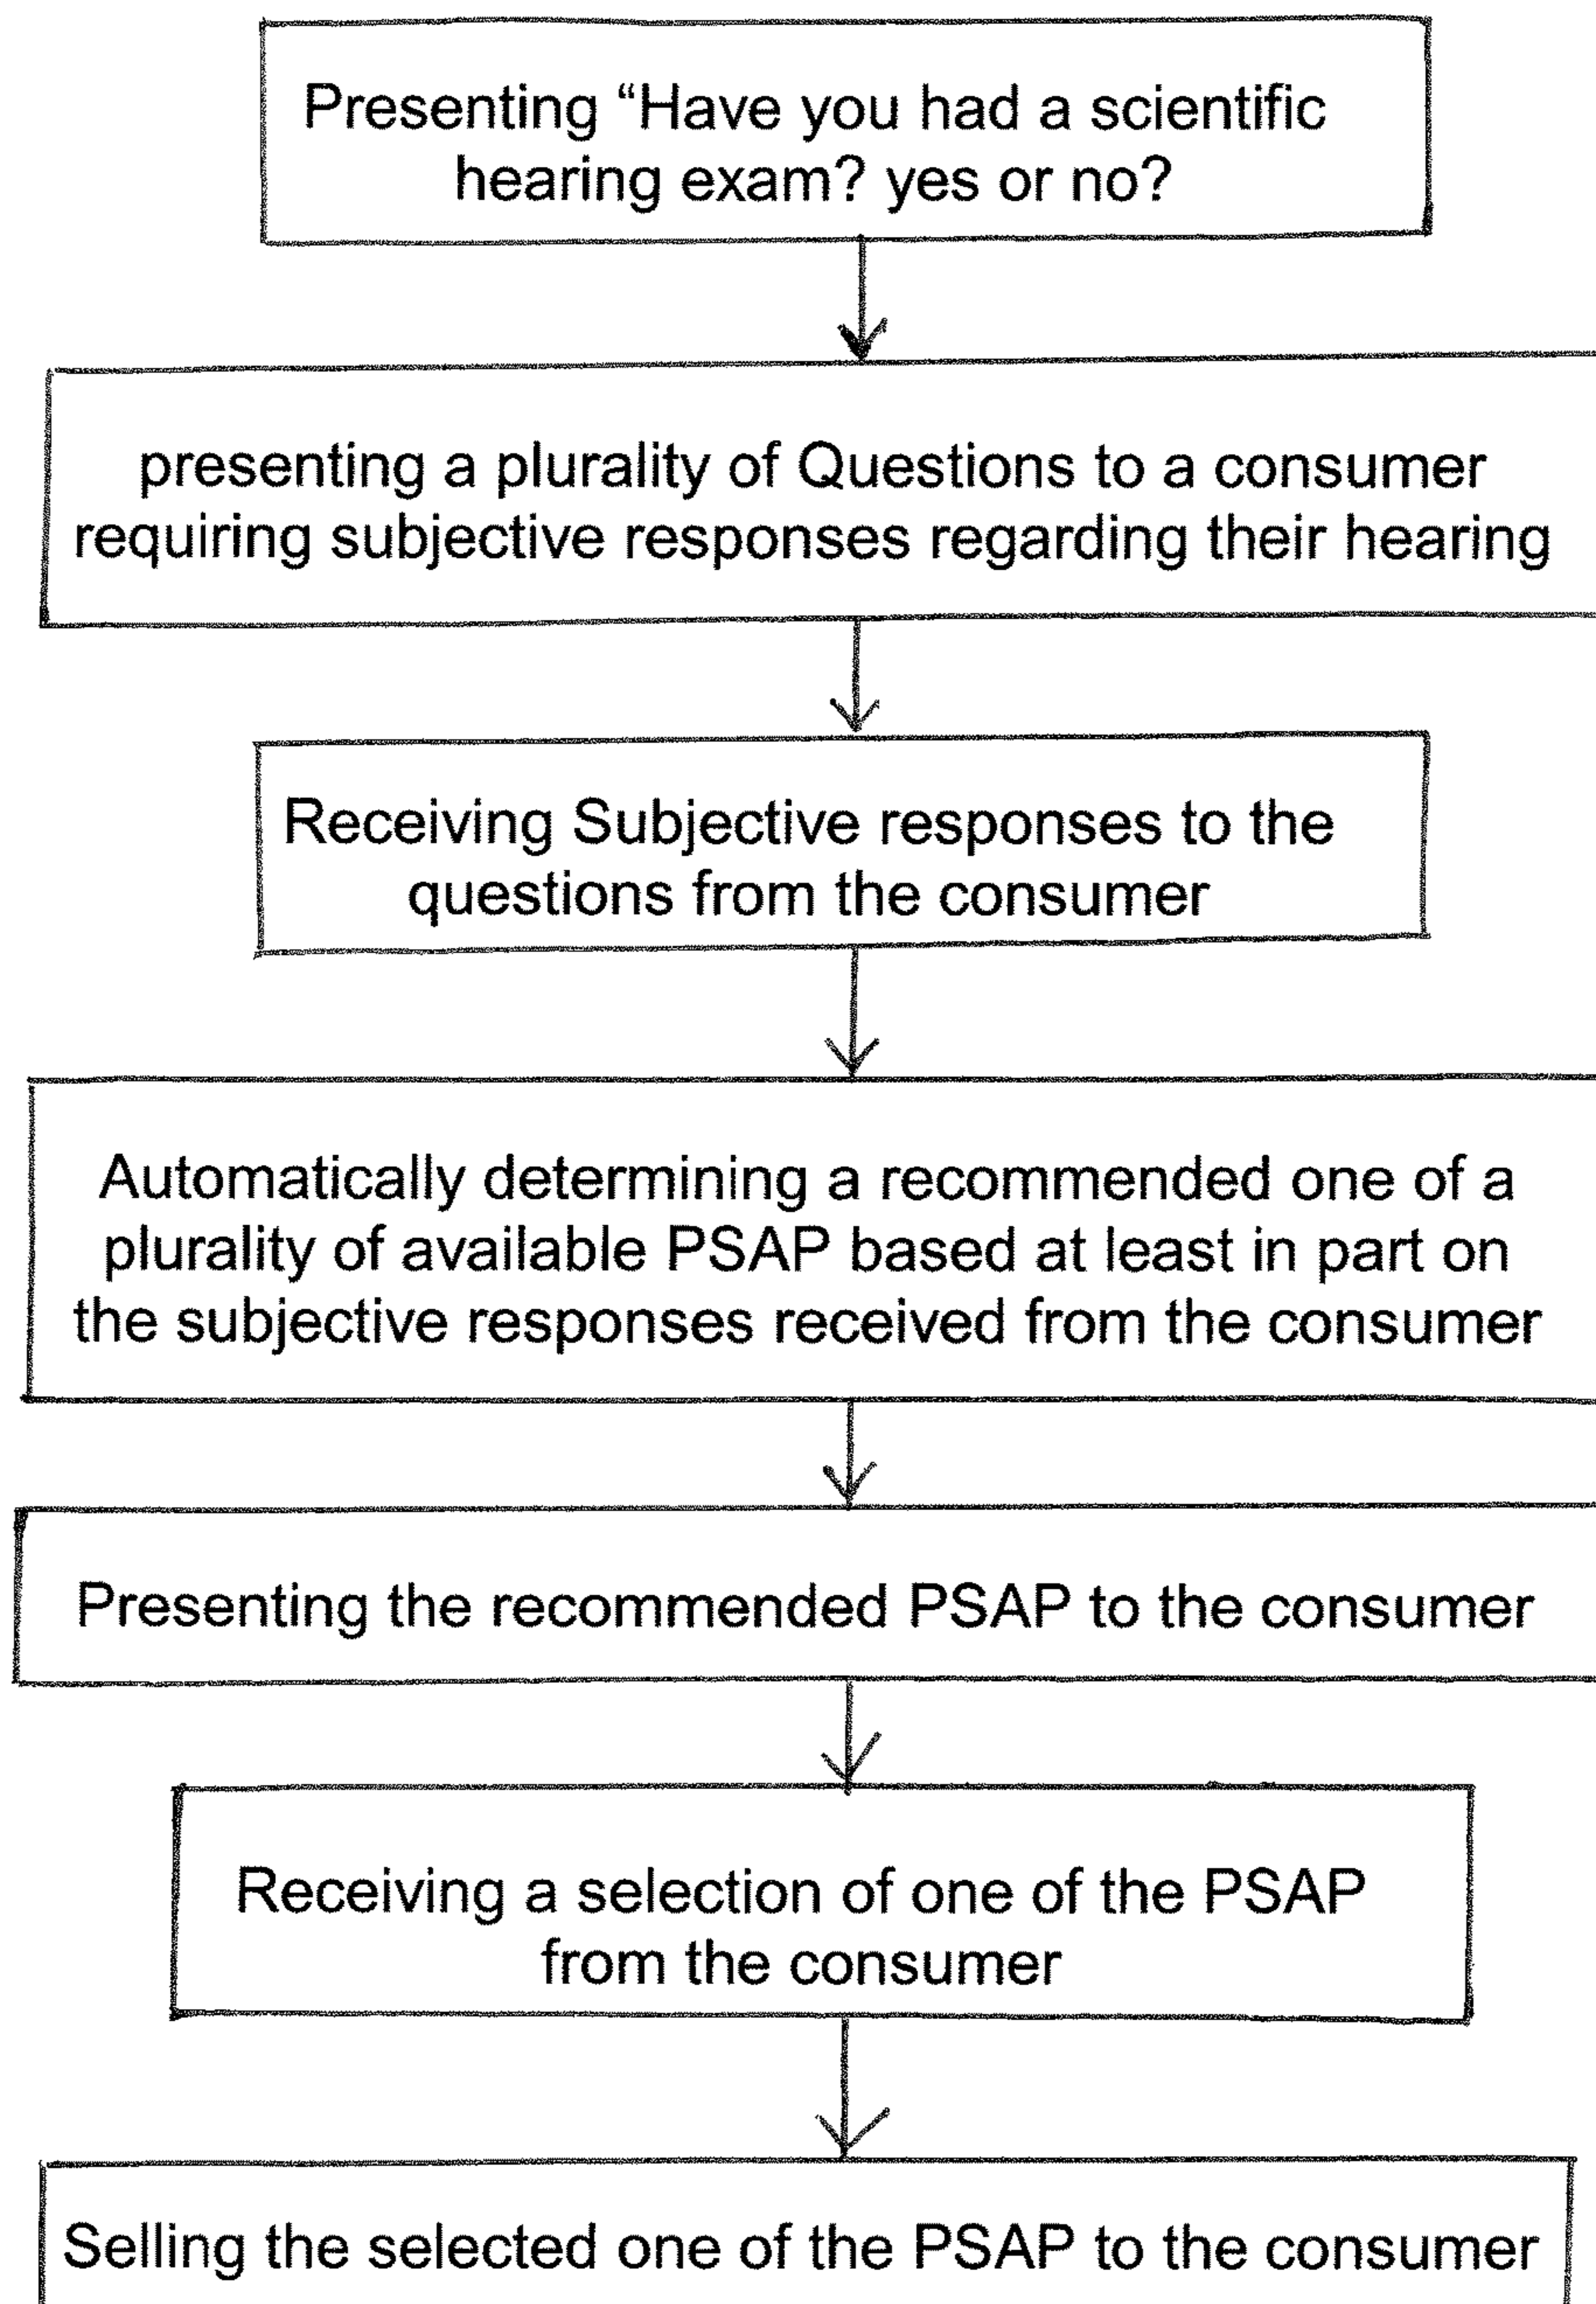 Presenting “Have you had a scientific
hearing exam? yes or no?
presenting a plurality of Questions to a consumer
requiring subjective responses regarding their hearing
Receiving Subjective responses to the
questions from the consumer
Automatically determining a recommended one of a
plurality of available PSAP based at least in part on
the subjective responses received from the consumer
Presenting the recommended PSAP to the consumer
Receiving a selection of one of the PSAP
from the consumer
Selling the selected one of the PSAP to the consumer